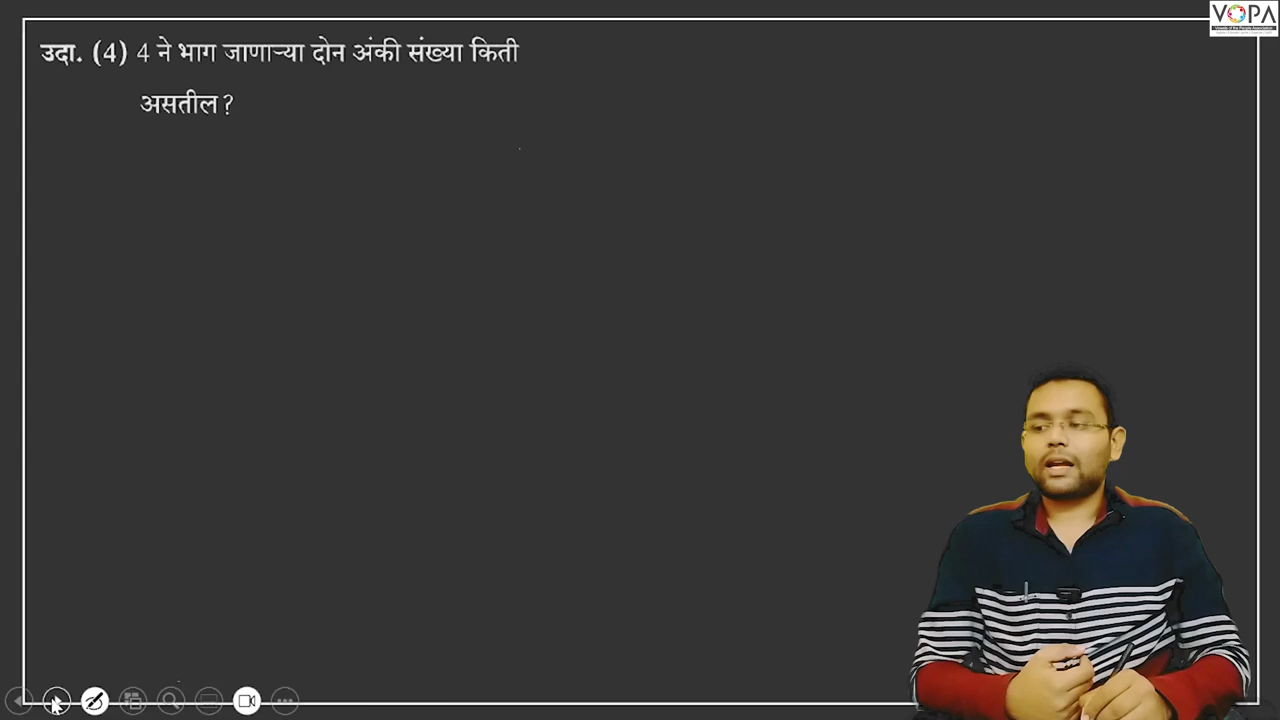 VOPA
उदा. (4) 4 ने भाग जाणाऱ्या दोन अंकी संख्या किती
असतील ?